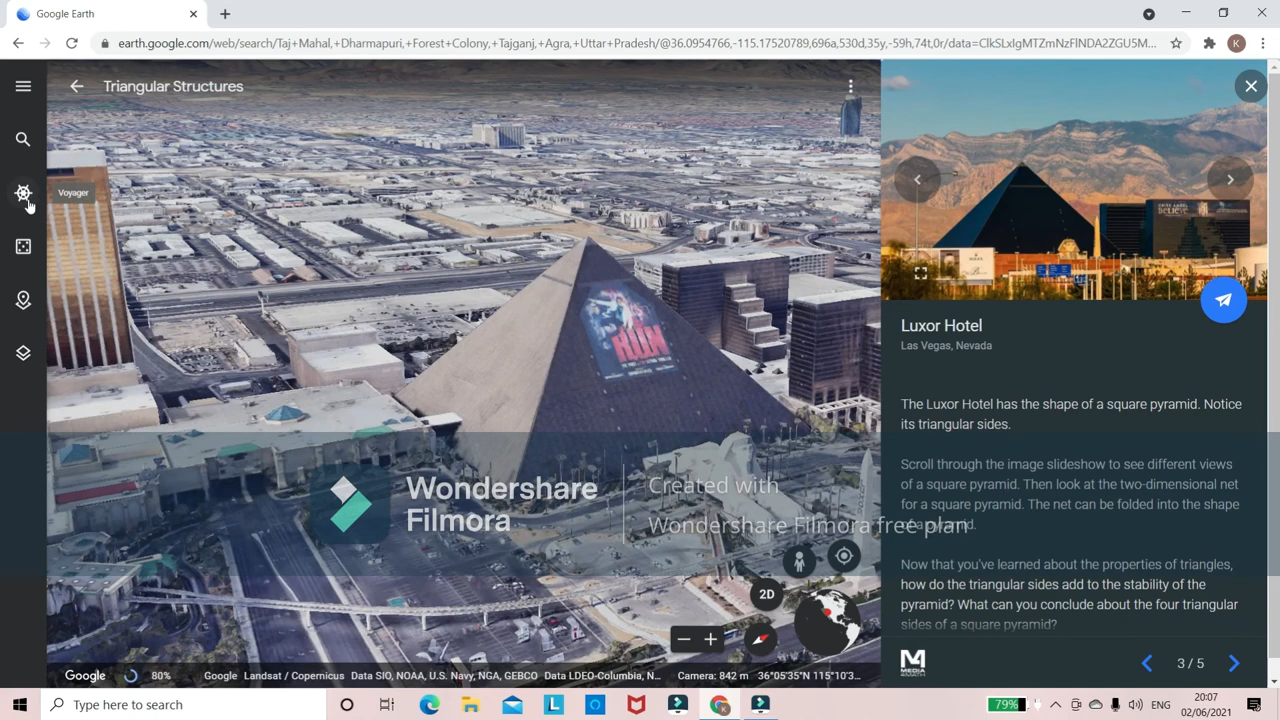 Google Earth
earth.google.com/web/search/Taj+Mahal,+Dharmapuri,+Forest+Colony,+Tajganj,+Agra,+Uttar+Pradesh/@36.0954766,-115.17520789,696a,530d,35y,-59h,74t,0r/data=ClkSLxIgMTZmNzFlNDA2ZGU5M...
K
Triangular Structures
Voyager
Luxor Hotel
Las Vegas, Nevada
The Luxor Hotel has the shape of a square pyramid. Notice
its triangular sides.
Scroll through the image slideshow to see different views
of a square pyramid. Then look at the two-dimensional net
for a square pyramid. The net can be folded into the shape
of a pyramid.
Now that you've learned about the properties of triangles,
how do the triangular sides add to the stability of the
pyramid? What can you conclude about the four triangular
sides of a square pyramid?
Wondershare
Filmora
Created with
Wondershare Filmora free plan
2D
MEDIA
4MATH
3 / 5
Google
80%
Google Landsat / Copernicus Data SIO, NOAA, U.S. Navy, NGA, GEBCO Data LDEO-Columbia, N...
Camera: 842 m 36°05'35"N 115°10'3...
Type here to search
79%
ENG
20:07
02/06/2021